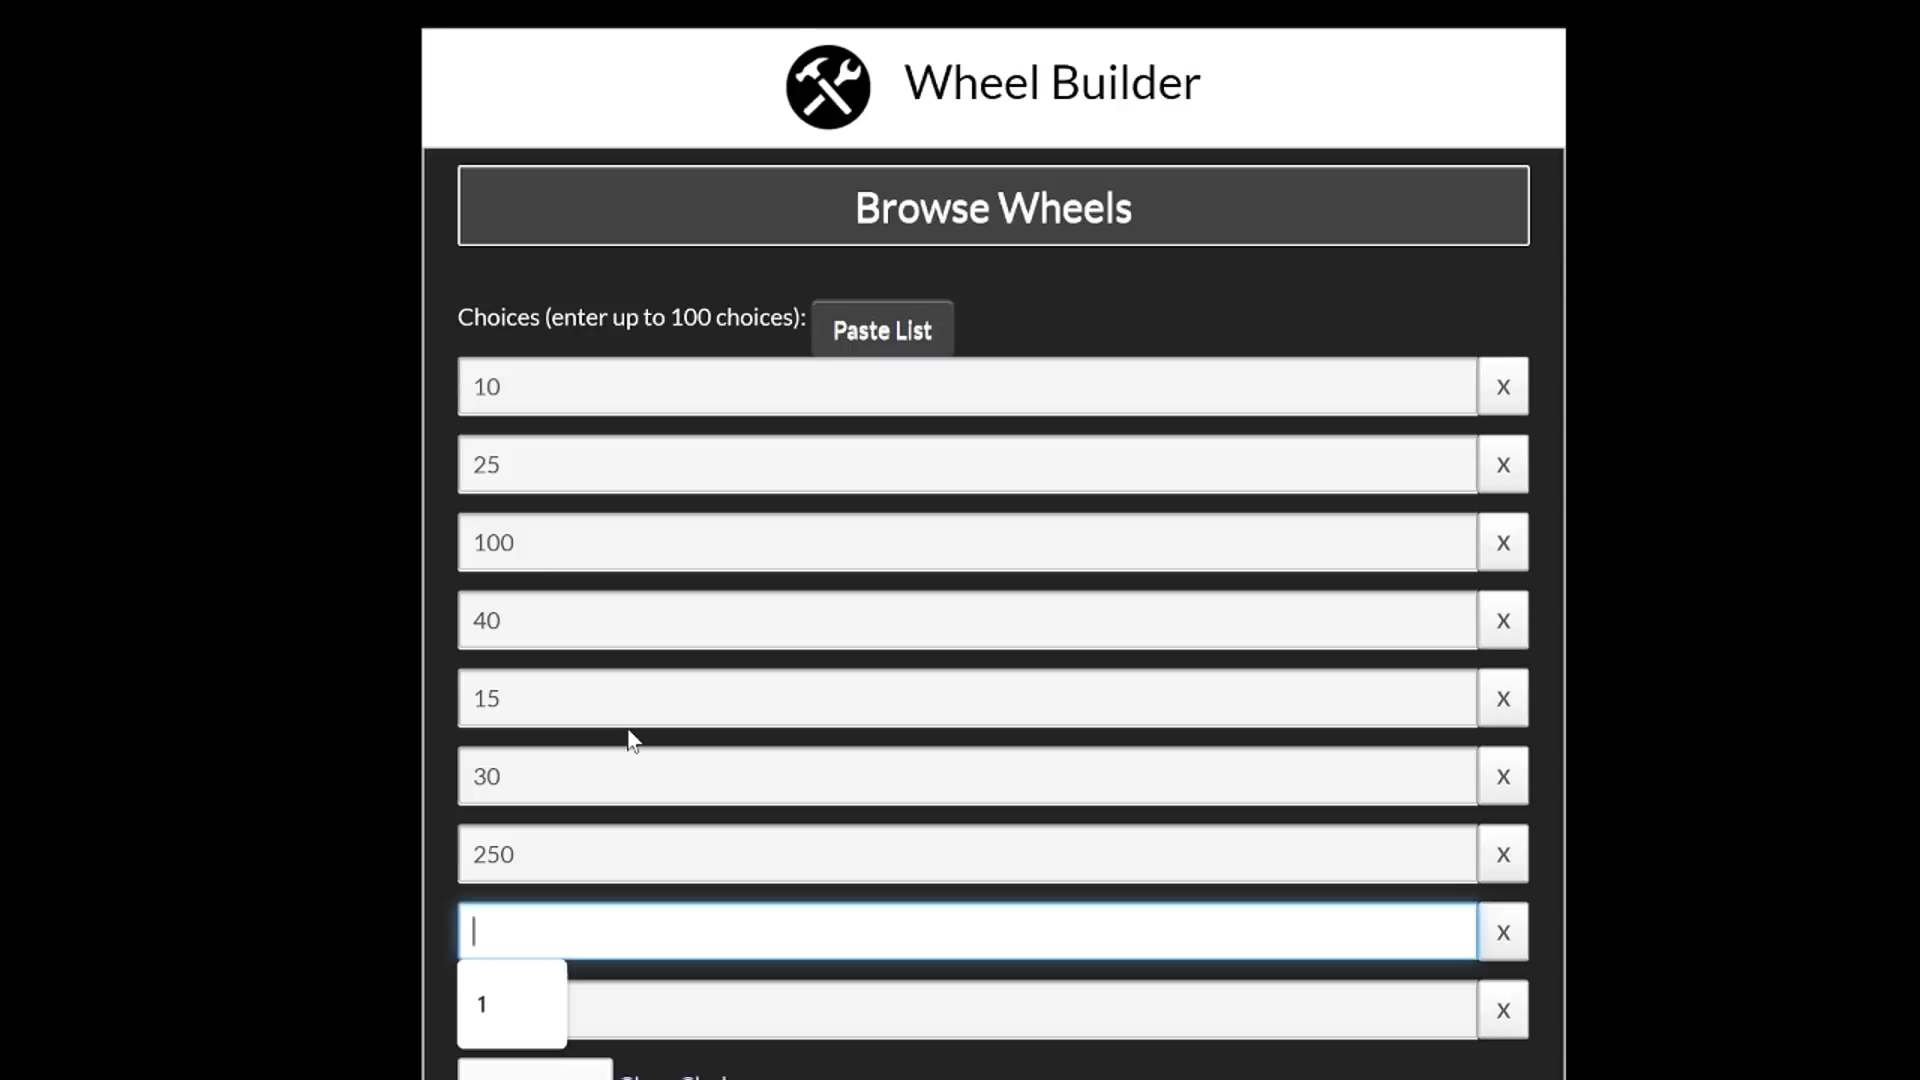 Wheel Builder
Browse Wheels
Choices (enter up to 100 choices):
Paste List
10 X
25 X
100 X
40 X
15 X
30 X
250 X
X
1 X